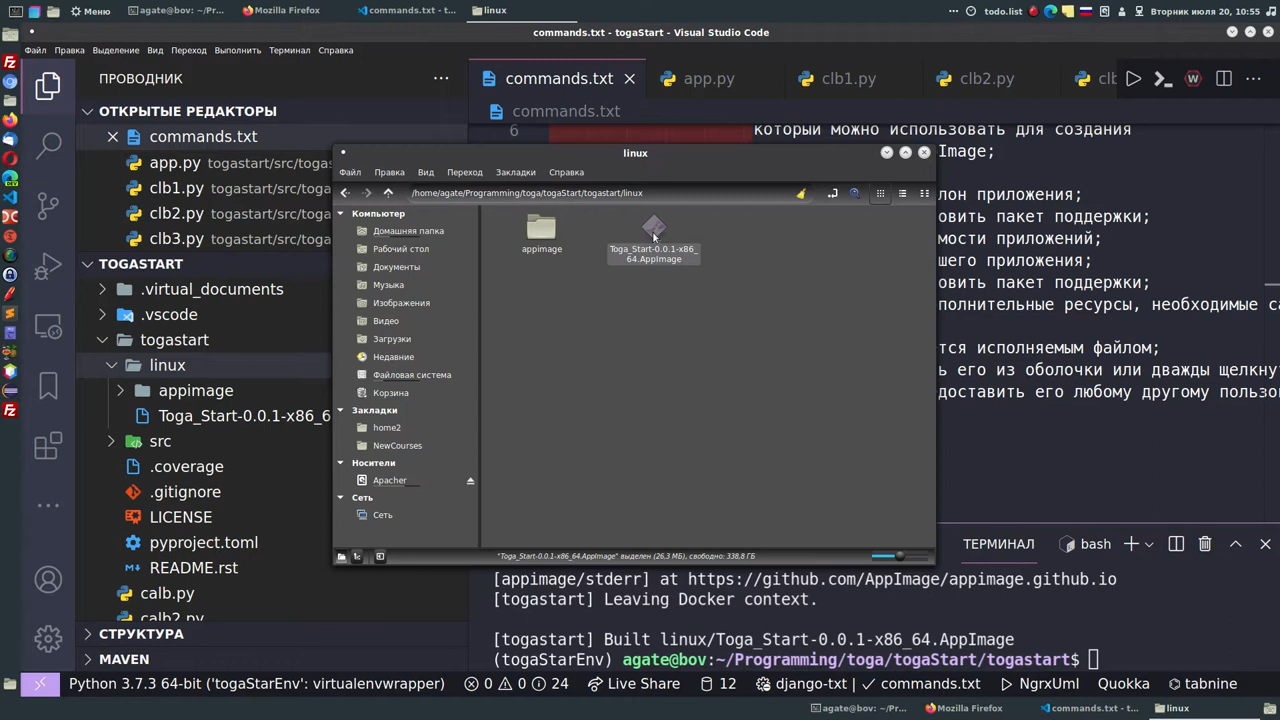 Меню
agate@bov: ~/Pr...
Mozilla Firefox
commands.txt - tog...
linux
todo.list
Вторник июля 20, 10:55
commands.txt - togaStart - Visual Studio Code
Файл Правка Выделение Вид Переход Выполнить Терминал Справка
ПРОВОДНИК
commands.txt
app.py
clb1.py
clb2.py
clb
ОТКРЫТЫЕ РЕДАКТОРЫ
commands.txt
commands.txt
app.py togastart/src/togas
clb1.py togastart/src/toga
clb2.py togastart/src/toga
clb3.py togastart/src/toga
TOGASTART
.virtual_documents
.vscode
togastart
linux
appimage
Toga_Start-0.0.1-x86_6
src
.coverage
.gitignore
LICENSE
pyproject.toml
README.rst
calb.py
calb2.py
СТРУКТУРА
MAVEN
6
который можно использовать для создания
Image;
лон приложения;
овить пакет поддержки;
мости приложений;
шего приложения;
овить пакет поддержки;
полнительные ресурсы, необходимые са
ется исполняемым файлом;
ь его из оболочки или дважды щелкну
доставить его любому другому пользо
linux
Файл Правка Вид Переход Закладки Справка
/home/agate/Programming/toga/togaStart/togastart/linux
Компьютер
Домашняя папка
Рабочий стол
Документы
Музыка
Изображения
Видео
Загрузки
Недавние
Файловая система
Корзина
Закладки
home2
NewCourses
Носители
Apacher
Сеть
Сеть
appimage
Toga_Start-0.0.1-x86_
64.AppImage
"Toga_Start-0.0.1-x86_64.AppImage" выделен (26,3 МБ), свободно: 338,8 ГБ
ТЕРМИНАЛ
bash
[appimage/stderr] at https://github.com/AppImage/appimage.github.io
[togastart] Leaving Docker context.
[togastart] Built linux/Toga_Start-0.0.1-x86_64.AppImage
(togaStarEnv) agate@bov:~/Programming/toga/togaStart/togastart$
Python 3.7.3 64-bit ('togaStarEnv': virtualenvwrapper)
0 0 24
Live Share
12
django-txt | ✓ commands.txt
NgrxUml
Quokka
tabnine
agate@bov: ~/Pr...
Mozilla Firefox
commands.txt - t...
linux